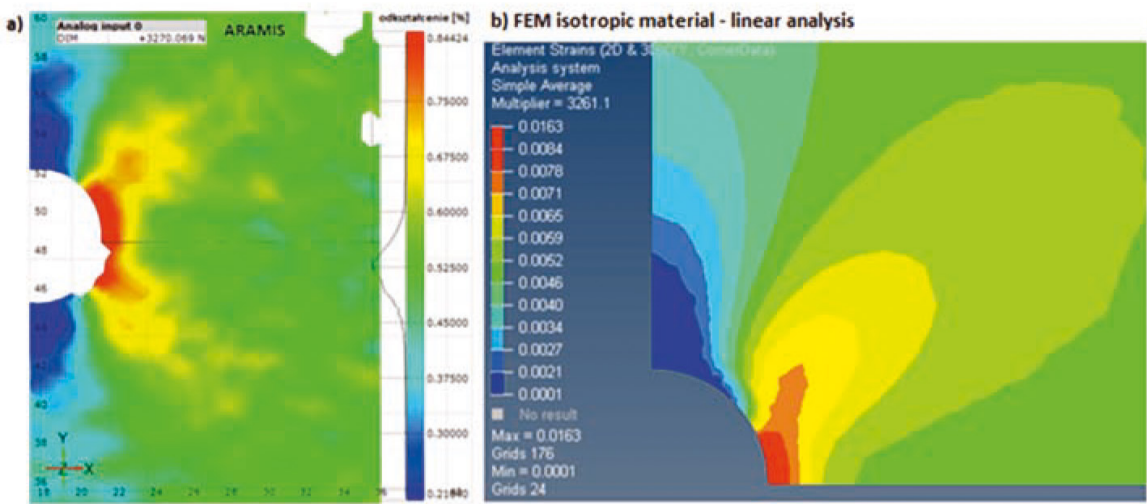 a)
Analog input 0
DIM +3270.069 N
ARAMIS
odkształcenie [%]
0.84424
0.75000
0.67500
0.60000
0.52500
0.45000
0.37500
0.30000
60
58
52
50
48
46
44
42
40
38
36
Y
Z X
18 20 22 24 26 28 30 32 34 36
b) FEM isotropic material - linear analysis
Element Strains (2D & 3D)
Analysis system
Simple Average
Multiplier = 3261.1
0.0163
0.0084
0.0078
0.0071
0.0065
0.0059
0.0052
0.0046
0.0040
0.0034
0.0027
0.0021
0.0001
No result
Max = 0.0163
Grids 176
Min = 0.0001
Grids 24